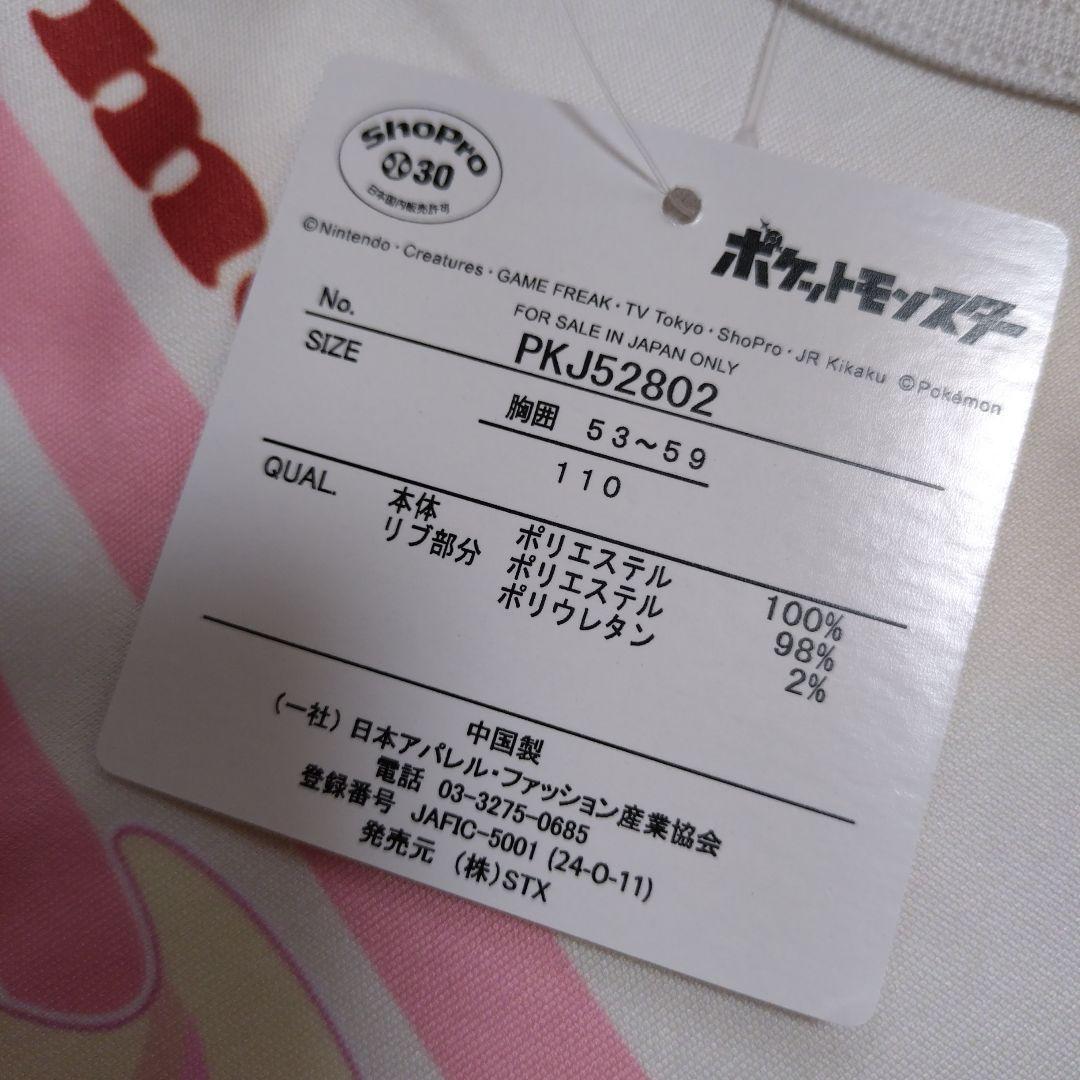 ShoPro
30
日本国内販売許可
ポケットモンスター
©Nintendo・Creatures・GAME FREAK・TV Tokyo・ShoPro・JR Kikaku ©Pokémon
FOR SALE IN JAPAN ONLY
No. PKJ52802
SIZE 胸囲 53~59
110
QUAL. 本体 ポリエステル 100%
リブ部分 ポリエステル 98%
ポリウレタン 2%
中国製
(一社)日本アパレル・ファッション産業協会
電話 03-3275-0685
登録番号 JAFIC-5001 (24-O-11)
発売元 (株)STX